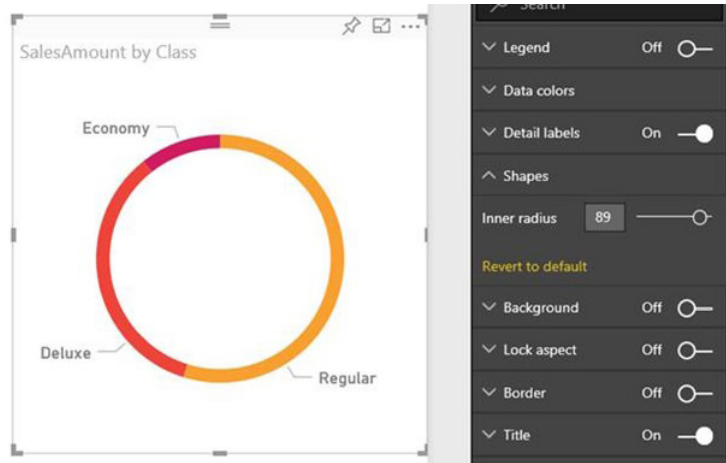 SalesAmount by Class
Economy
Deluxe
Regular
Search
Legend Off
Data colors
Detail labels On
Shapes
Inner radius 89
Revert to default
Background Off
Lock aspect Off
Border Off
Title On